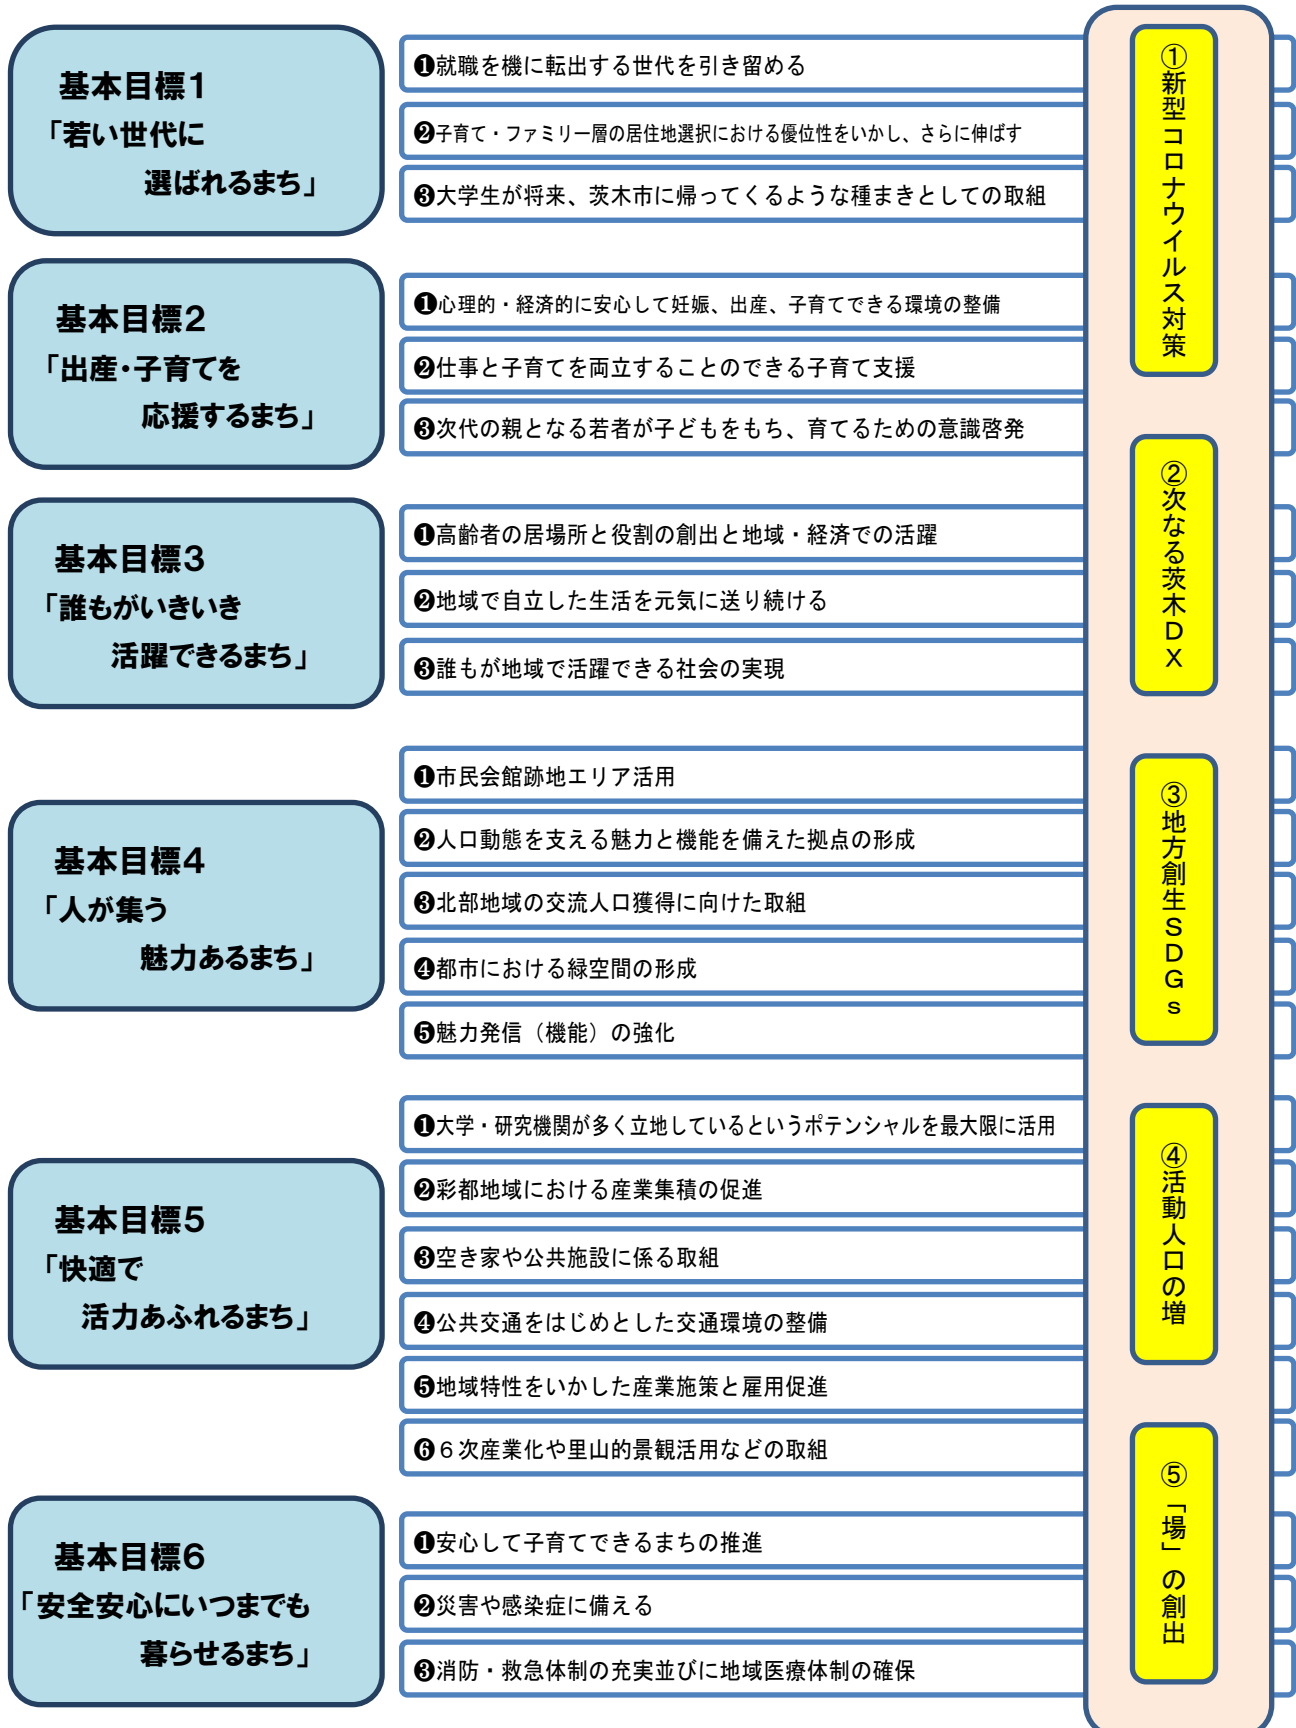 基本目標1
「若い世代に
選ばれるまち」
❶就職を機に転出する世代を引き留める
❷子育て・ファミリー層の居住地選択における優位性をいかし、さらに伸ばす
❸大学生が将来、茨木市に帰ってくるような種まきとしての取組
基本目標2
「出産・子育てを
応援するまち」
❶心理的・経済的に安心して妊娠、出産、子育てできる環境の整備
❷仕事と子育てを両立することのできる子育て支援
❸次代の親となる若者が子どもをもち、育てるための意識啓発
基本目標3
「誰もがいきいき
活躍できるまち」
❶高齢者の居場所と役割の創出と地域・経済での活躍
❷地域で自立した生活を元気に送り続ける
❸誰もが地域で活躍できる社会の実現
基本目標4
「人が集う
魅力あるまち」
❶市民会館跡地エリア活用
❷人口動態を支える魅力と機能を備えた拠点の形成
❸北部地域の交流人口獲得に向けた取組
❹都市における緑空間の形成
❺魅力発信（機能）の強化
基本目標5
「快適で
活力あふれるまち」
❶大学・研究機関が多く立地しているというポテンシャルを最大限に活用
❷彩都地域における産業集積の促進
❸空き家や公共施設に係る取組
❹公共交通をはじめとした交通環境の整備
❺地域特性をいかした産業施策と雇用促進
❻６次産業化や里山的景観活用などの取組
基本目標6
「安全安心にいつまでも
暮らせるまち」
❶安心して子育てできるまちの推進
❷災害や感染症に備える
❸消防・救急体制の充実並びに地域医療体制の確保
①新型コロナウイルス対策
②次なる茨木ＤＸ
③地方創生ＳＤＧｓ
④活動人口の増
⑤「場」の創出